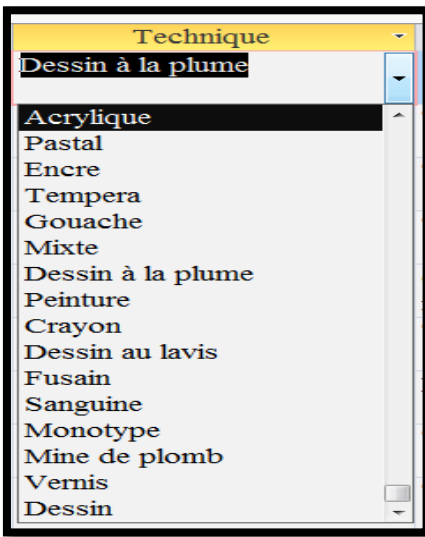 Technique
Dessin à la plume
Acrylique
Pastal
Encre
Tempera
Gouache
Mixte
Dessin à la plume
Peinture
Crayon
Dessin au lavis
Fusain
Sanguine
Monotype
Mine de plomb
Vernis
Dessin